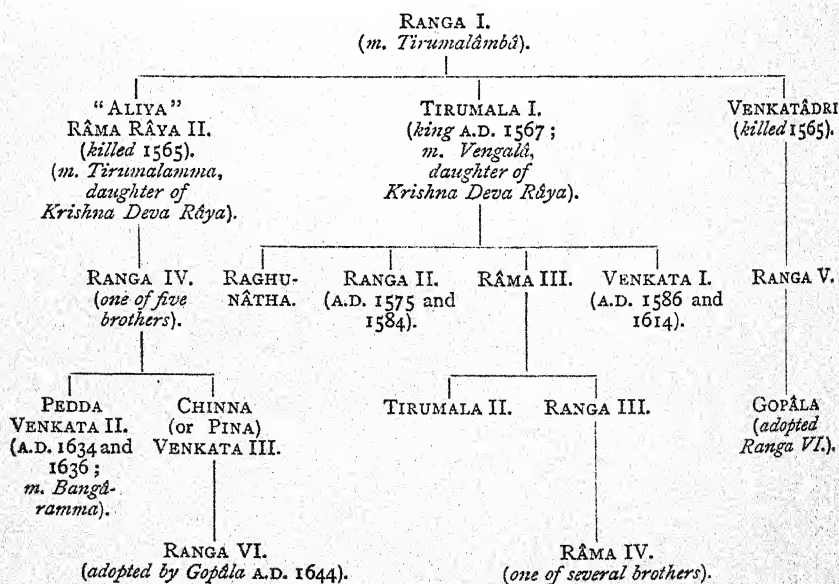 RANGA I.
(m. Tirumalâmbâ).
"ALIYA"
RÂMA RÂYA II.
(killed 1565).
(m. Tirumalamma,
daughter of
Krishna Deva Râya).
TIRUMALA I.
(king A.D. 1567;
m. Vengalâ,
daughter of
Krishna Deva Râya).
VENKATÂDRI
(killed 1565).
RANGA IV.
(one of five
brothers).
RAGHU-
NÂTHA.
RANGA II.
(A.D. 1575 and
1584).
RÂMA III.
VENKATA I.
(A.D. 1586 and
1614).
RANGA V.
PEDDA
VENKATA II.
(A.D. 1634 and
1636;
m. Bangâ-
ramma).
CHINNA
(or PINA)
VENKATA III.
TIRUMALA II.
RANGA III.
GOPÂLA
(adopted
Ranga VI.).
RANGA VI.
(adopted by Gopâla A.D. 1644).
RÂMA IV.
(one of several brothers).